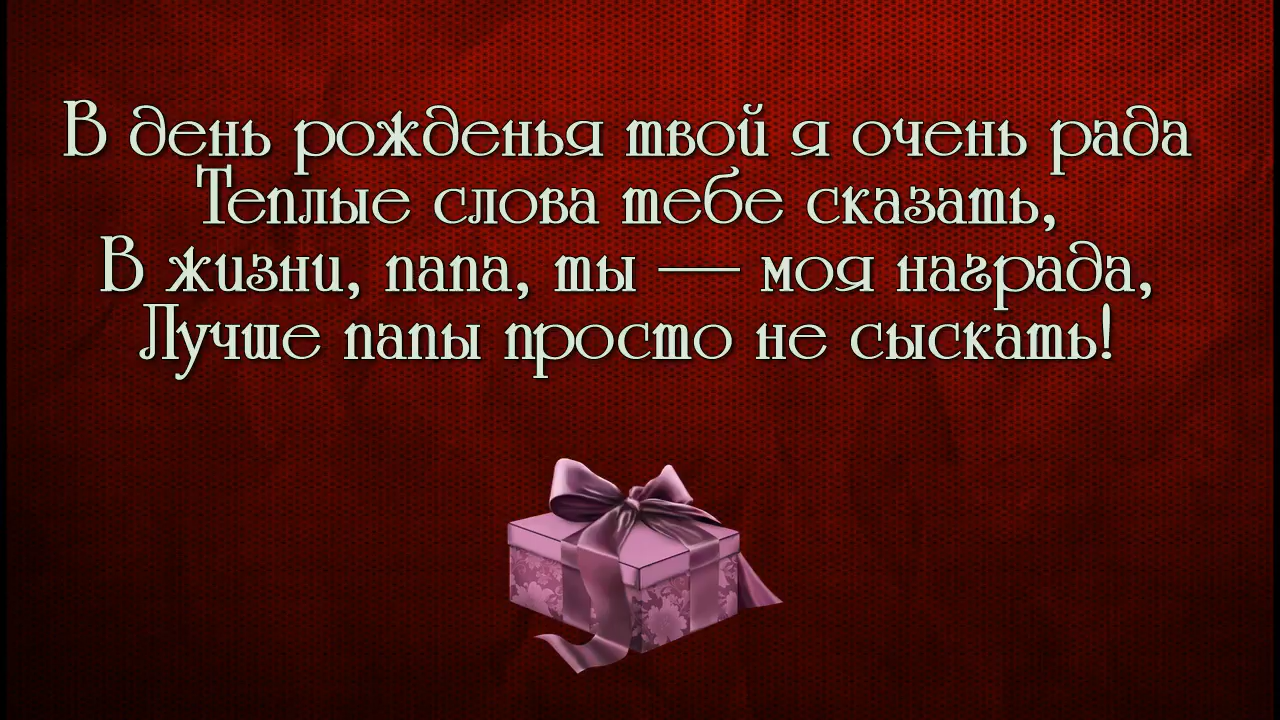 В день рожденья твой я очень рада
Теплые слова тебе сказать,
В жизни, папа, ты — моя награда,
Лучше папы просто не сыскать!